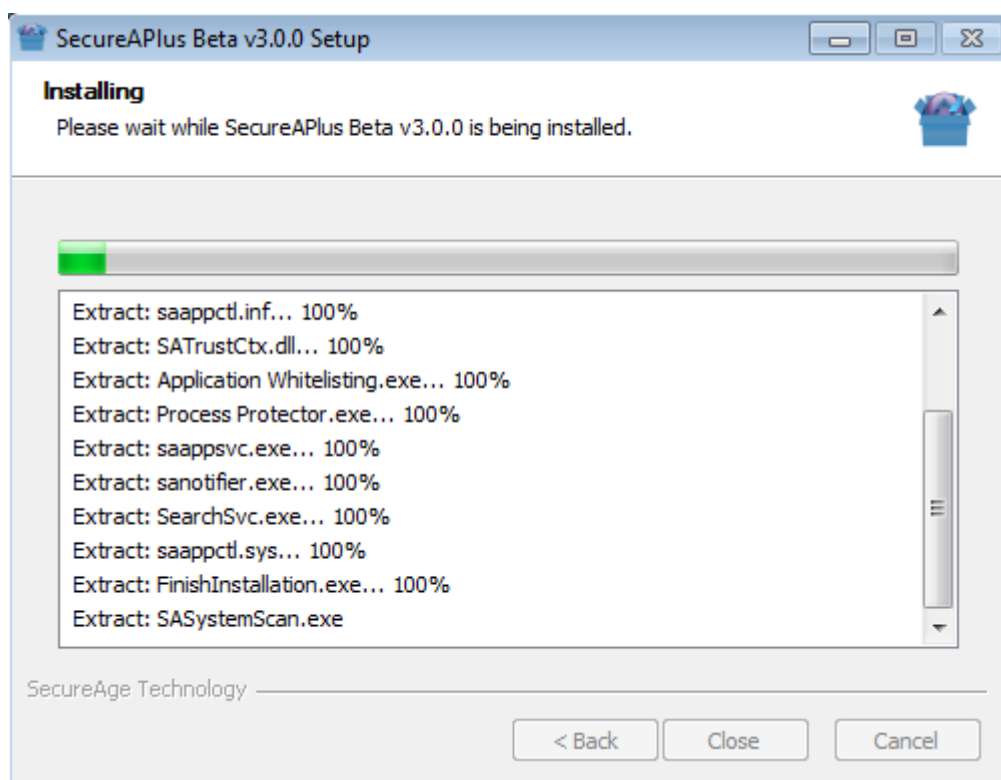 SecureAPlus Beta v3.0.0 Setup
Installing
Please wait while SecureAPlus Beta v3.0.0 is being installed.
Extract: saappctl.inf... 100%
Extract: SATrustCtx.dll... 100%
Extract: Application Whitelisting.exe... 100%
Extract: Process Protector.exe... 100%
Extract: saappsvc.exe... 100%
Extract: sanotifier.exe... 100%
Extract: SearchSvc.exe... 100%
Extract: saappctl.sys... 100%
Extract: FinishInstallation.exe... 100%
Extract: SASystemScan.exe
SecureAge Technology
< Back Close Cancel